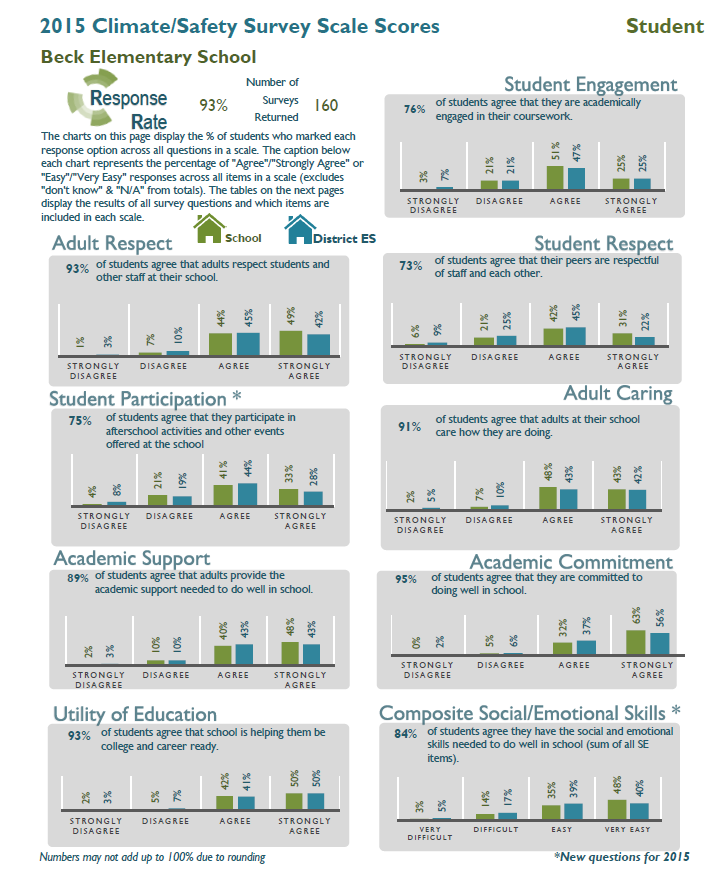 2015 Climate/Safety Survey Scale Scores
Student
Beck Elementary School
Response
Rate
93%
Number of
Surveys
Returned
160
The charts on this page display the % of students who marked each
response option across all questions in a scale. The caption below
each chart represents the percentage of "Agree"/"Strongly Agree" or
"Easy"/"Very Easy" responses across all items in a scale (excludes
"don't know" & "N/A" from totals). The tables on the next pages
display the results of all survey questions and which items are
included in each scale.
School
District ES
Student Engagement
76%
of students agree that they are academically
engaged in their coursework.
3% 7% 21% 21% 51% 47% 25% 25%
STRONGLY DISAGREE AGREE STRONGLY
DISAGREE AGREE
Adult Respect
93%
of students agree that adults respect students and
other staff at their school.
1% 3% 7% 10% 44% 45% 49% 42%
STRONGLY DISAGREE AGREE STRONGLY
DISAGREE AGREE
Student Respect
73%
of students agree that their peers are respectful
of staff and each other.
6% 9% 21% 25% 42% 45% 31% 22%
STRONGLY DISAGREE AGREE STRONGLY
DISAGREE AGREE
Student Participation *
75%
of students agree that they participate in
afterschool activities and other events
offered at the school
4% 8% 21% 19% 41% 44% 33% 28%
STRONGLY DISAGREE AGREE STRONGLY
DISAGREE AGREE
Adult Caring
91%
of students agree that adults at their school
care how they are doing.
2% 5% 7% 10% 48% 43% 43% 42%
STRONGLY DISAGREE AGREE STRONGLY
DISAGREE AGREE
Academic Support
89%
of students agree that adults provide the
academic support needed to do well in school.
2% 3% 10% 10% 40% 43% 48% 43%
STRONGLY DISAGREE AGREE STRONGLY
DISAGREE AGREE
Academic Commitment
95%
of students agree that they are committed to
doing well in school.
0% 2% 5% 6% 32% 37% 63% 56%
STRONGLY DISAGREE AGREE STRONGLY
DISAGREE AGREE
Utility of Education
93%
of students agree that school is helping them be
college and career ready.
2% 3% 5% 7% 42% 41% 50% 50%
STRONGLY DISAGREE AGREE STRONGLY
DISAGREE AGREE
Composite Social/Emotional Skills *
84%
of students agree they have the social and emotional
skills needed to do well in school (sum of all SE
items).
3% 5% 14% 17% 35% 39% 48% 40%
VERY DIFFICULT EASY VERY EASY
DIFFICULT
Numbers may not add up to 100% due to rounding
*New questions for 2015